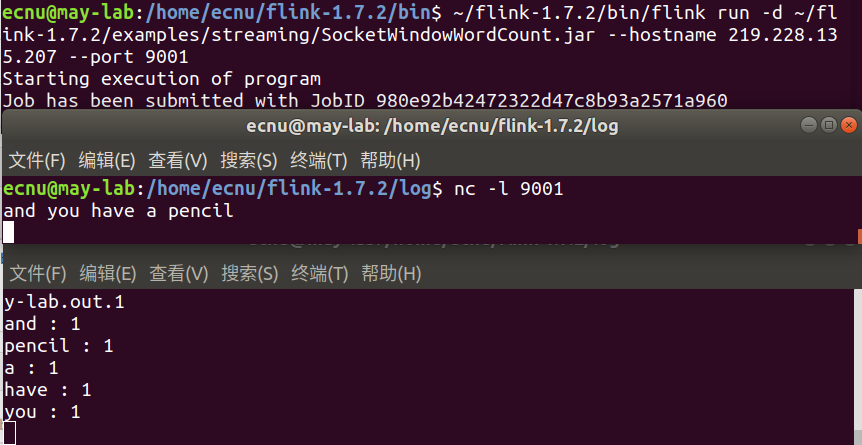 ecnu@may-lab:/home/ecnu/flink-1.7.2/bin$ ~/flink-1.7.2/bin/flink run -d ~/fl
ink-1.7.2/examples/streaming/SocketWindowWordCount.jar --hostname 219.228.13
5.207 --port 9001
Starting execution of program
Job has been submitted with JobID 980e92b42472322d47c8b93a2571a960
ecnu@may-lab: /home/ecnu/flink-1.7.2/log
文件(F) 编辑(E) 查看(V) 搜索(S) 终端(T) 帮助(H)
ecnu@may-lab:/home/ecnu/flink-1.7.2/log$ nc -l 9001
and you have a pencil
文件(F) 编辑(E) 查看(V) 搜索(S) 终端(T) 帮助(H)
y-lab.out.1
and : 1
pencil : 1
a : 1
have : 1
you : 1